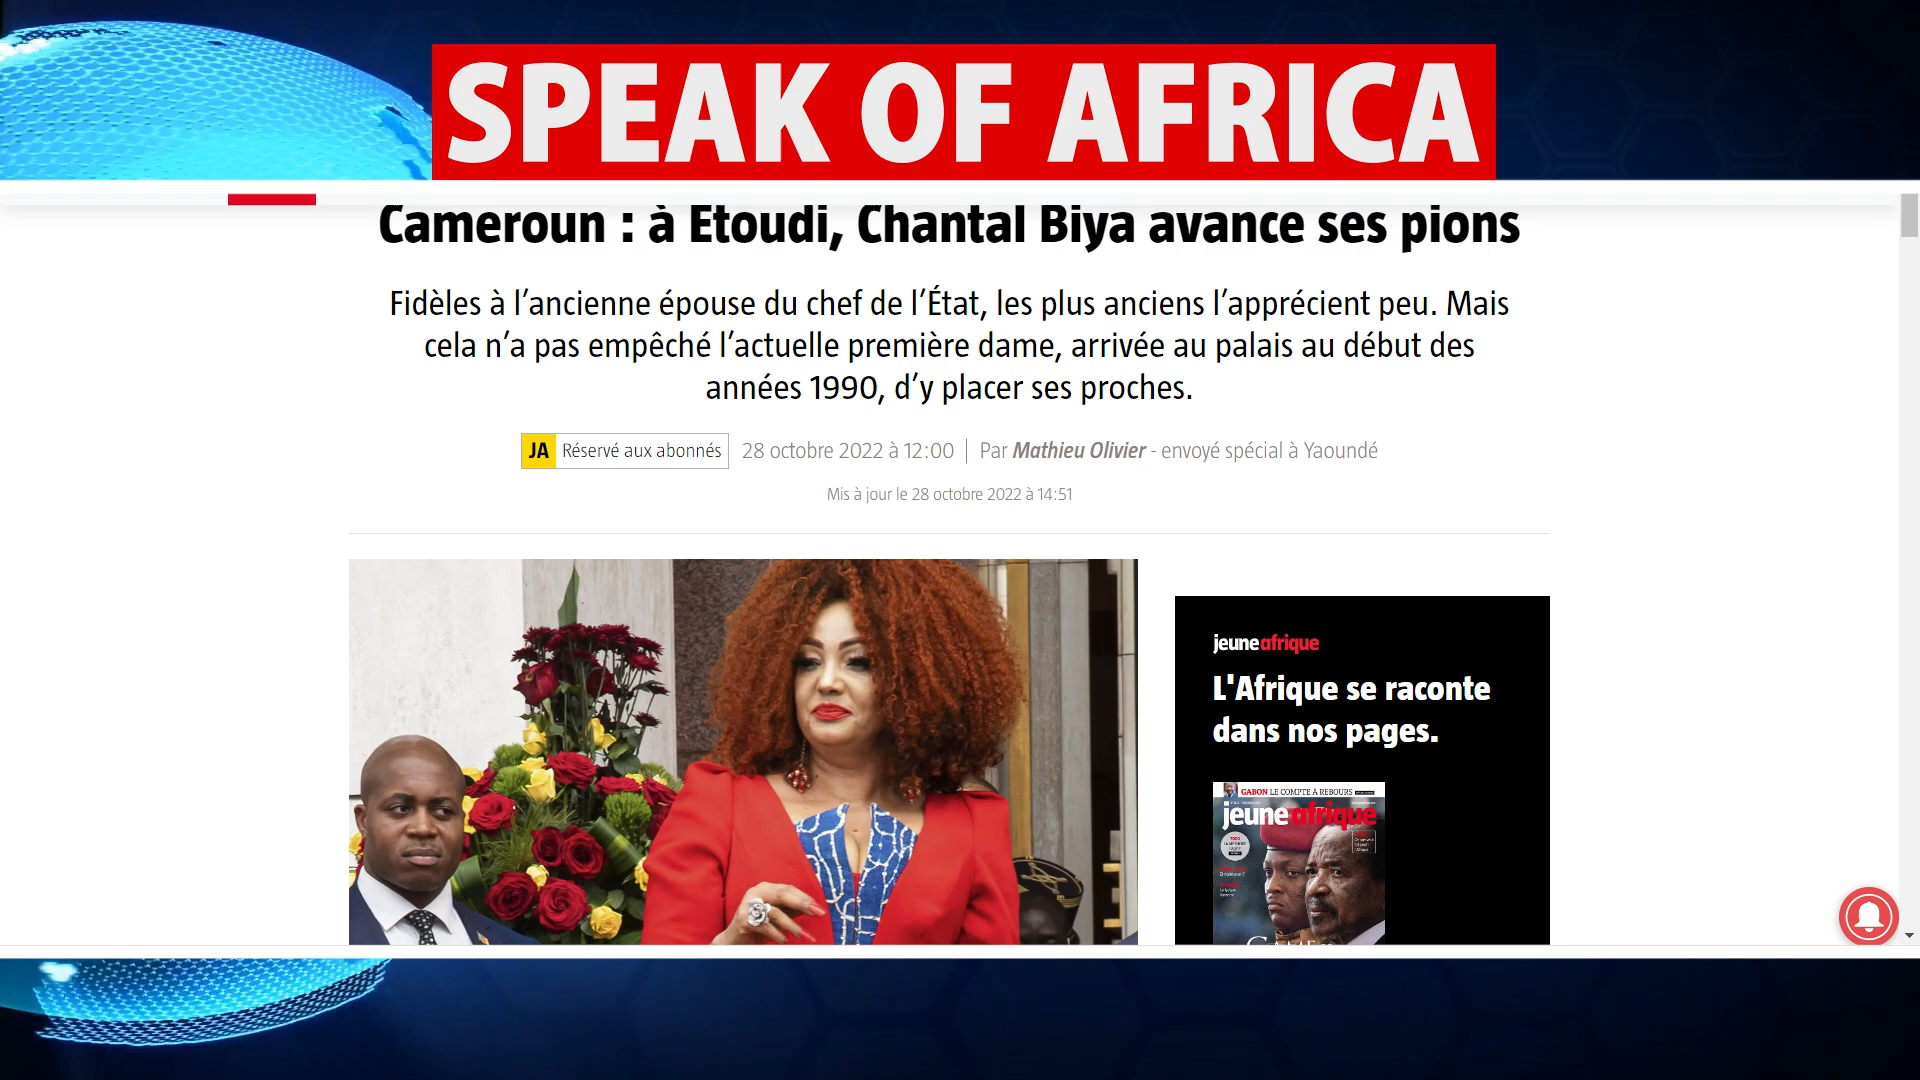 SPEAK OF AFRICA
Cameroun : à Etoudi, Chantal Biya avance ses pions
Fidèles à l’ancienne épouse du chef de l’État, les plus anciens l’apprécient peu. Mais
cela n’a pas empêché l’actuelle première dame, arrivée au palais au début des
années 1990, d’y placer ses proches.
JA Réservé aux abonnés 28 octobre 2022 à 12:00 | Par Mathieu Olivier - envoyé spécial à Yaoundé
Mis à jour le 28 octobre 2022 à 14:51
jeuneafrique
L'Afrique se raconte
dans nos pages.
GABON LE COMPTE À REBOURS
jeuneafrique